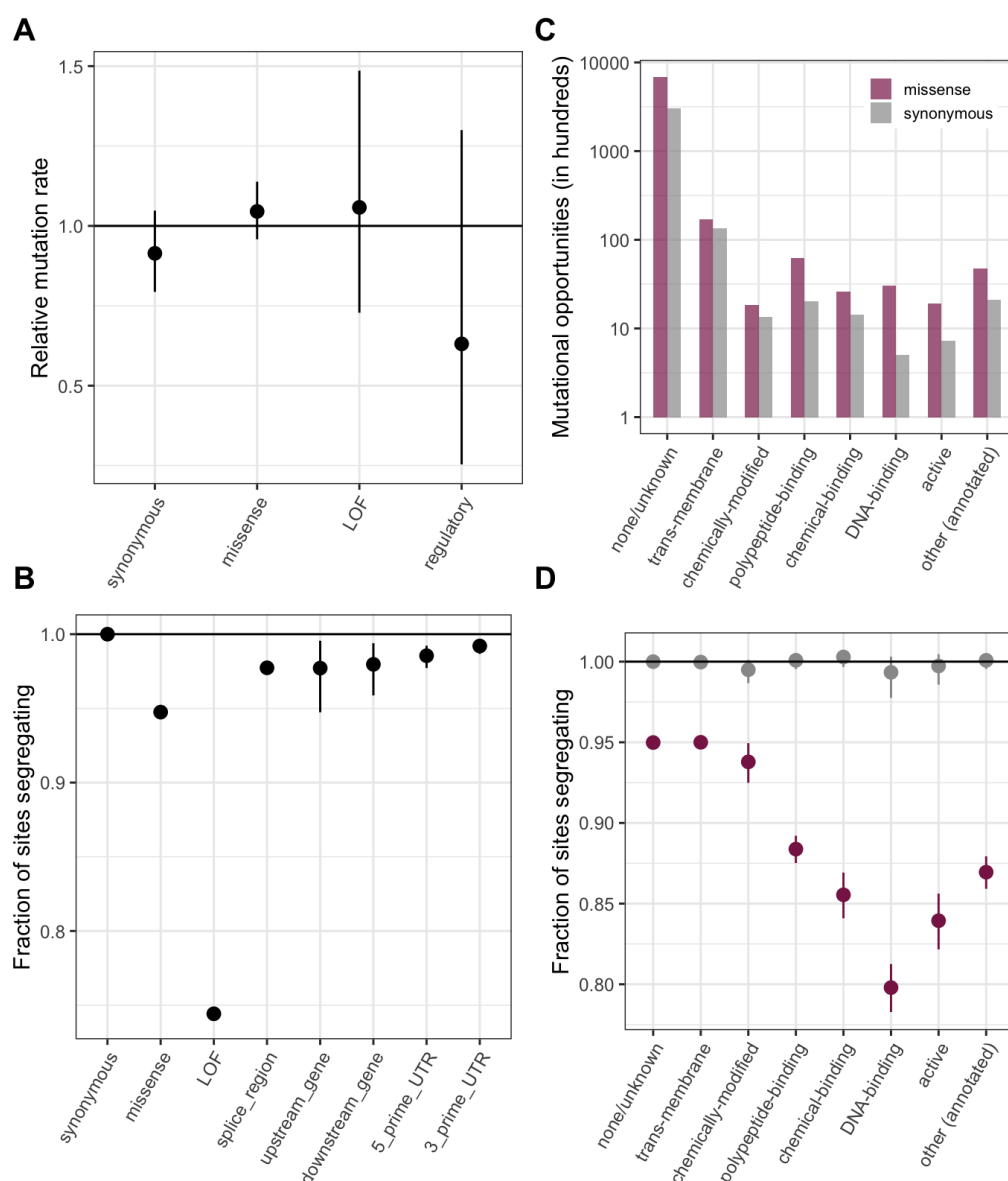 A
1.5
1.0
0.5
Relative mutation rate
synonymous
missense
LOF
regulatory
B
1.0
0.9
0.8
Fraction of sites segregating
synonymous
missense
LOF
splice_region
upstream_gene
downstream_gene
5_prime_UTR
3_prime_UTR
C
10000
1000
100
10
1
Mutational opportunities (in hundreds)
missense
synonymous
none/unknown
trans-membrane
chemically-modified
polypeptide-binding
chemical-binding
DNA-binding
active
other (annotated)
D
1.00
0.95
0.90
0.85
0.80
Fraction of sites segregating
none/unknown
trans-membrane
chemically-modified
polypeptide-binding
chemical-binding
DNA-binding
active
other (annotated)